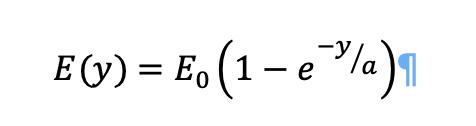 E(y) = E₀(1 − e^{−y/a})¶